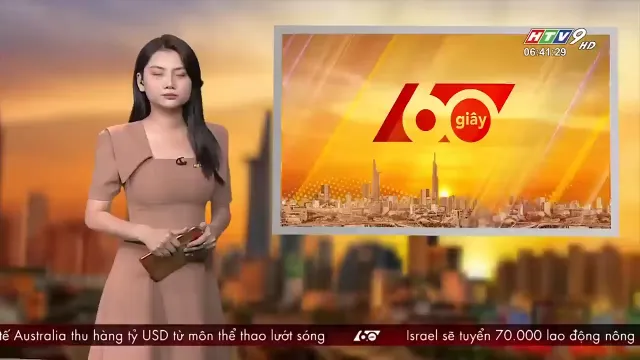 HTV9 HD
06:41:29
60 giây
tế Australia thu hàng tỷ USD từ môn thể thao lướt sóng 60 Israel sẽ tuyển 70.000 lao động nông